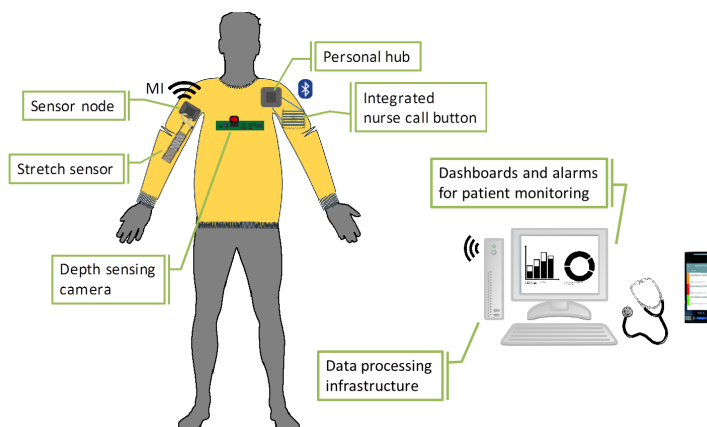 Personal hub
MI
Sensor node
Integrated
nurse call button
Stretch sensor
Dashboards and alarms
for patient monitoring
Depth sensing
camera
Data processing
infrastructure